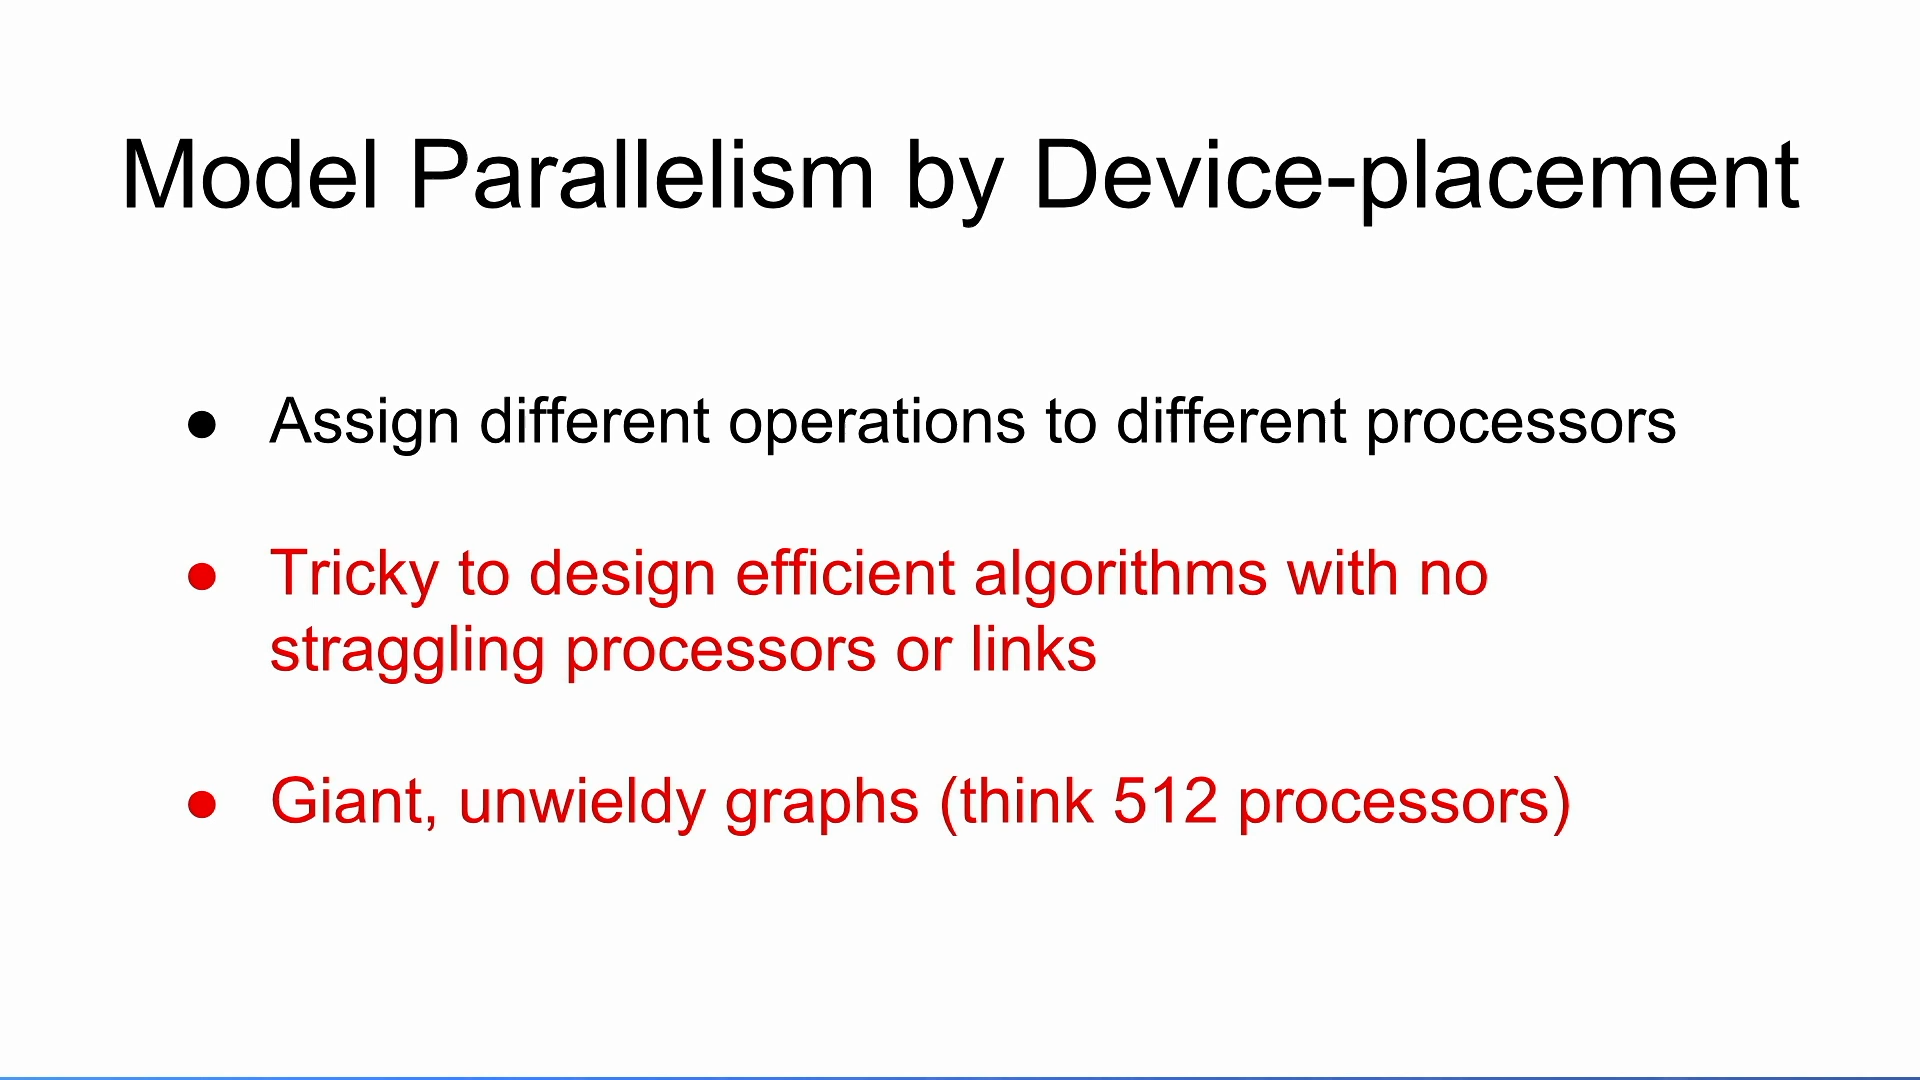 Model Parallelism by Device-placement
● Assign different operations to different processors
● Tricky to design efficient algorithms with no
straggling processors or links
● Giant, unwieldy graphs (think 512 processors)